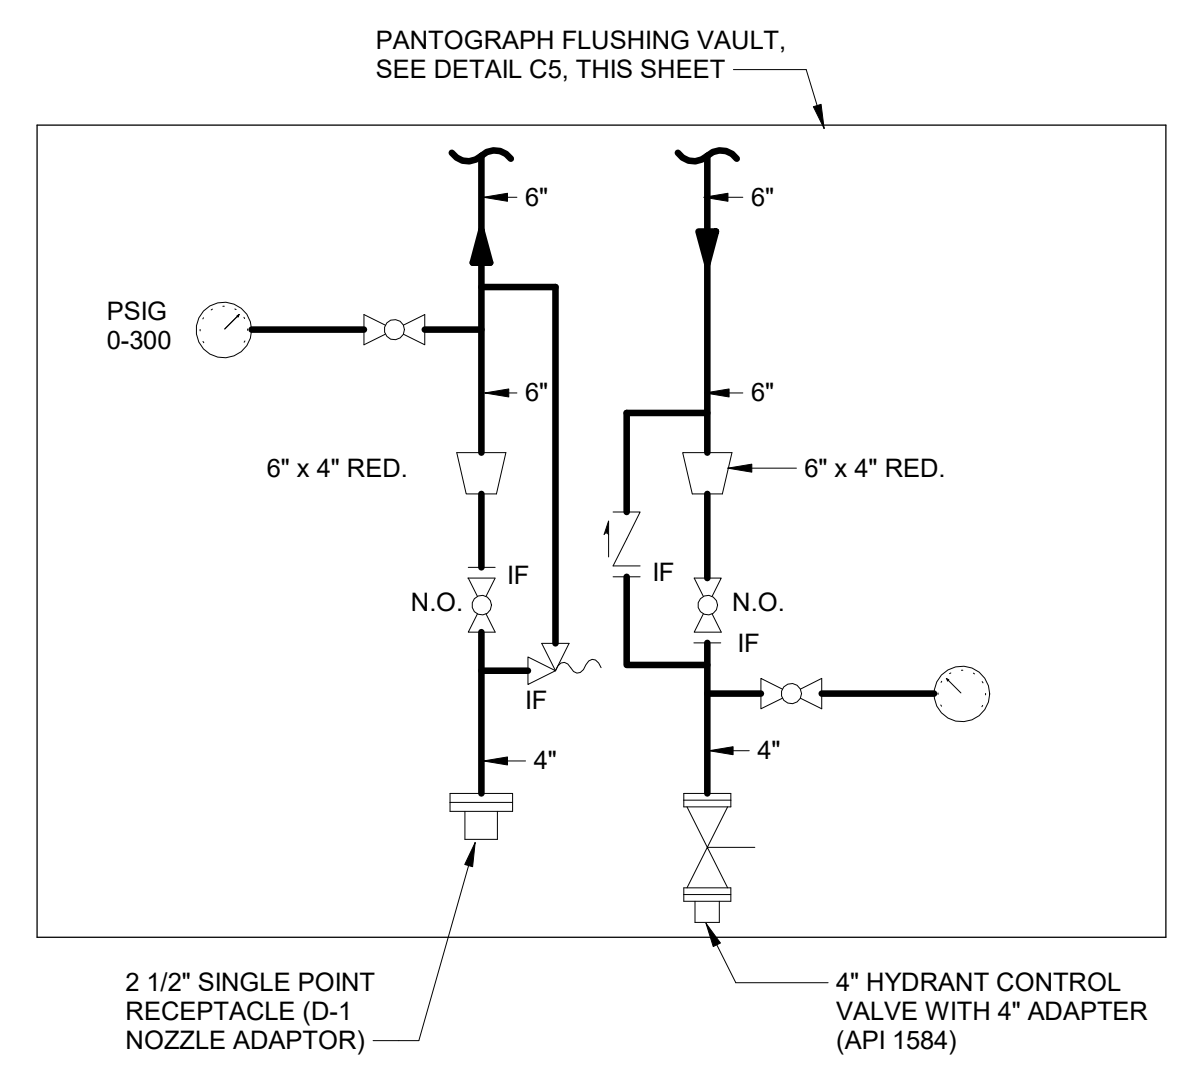 PANTOGRAPH FLUSHING VAULT,
SEE DETAIL C5, THIS SHEET
6"
6"
PSIG
0-300
6"
6"
6" x 4" RED.
6" x 4" RED.
IF
IF
N.O.
N.O.
IF
IF
4"
4"
2 1/2" SINGLE POINT
RECEPTACLE (D-1
NOZZLE ADAPTOR)
4" HYDRANT CONTROL
VALVE WITH 4" ADAPTER
(API 1584)